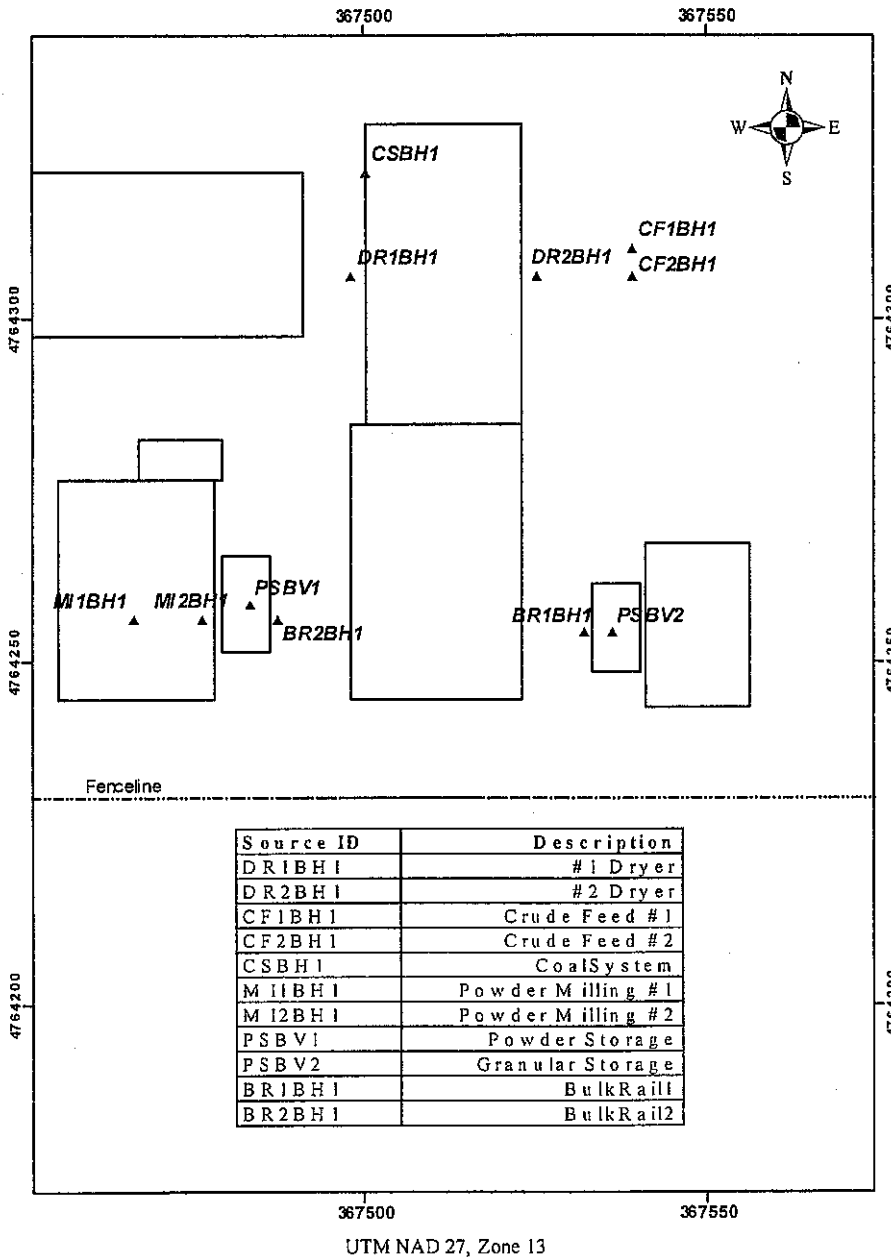 367500 367550
N
W E
S
CSBH1
CF1BH1
DR1BH1 DR2BH1 CF2BH1
4764300 4764300
PSBV1
MI1BH1 MI2BH1 BR1BH1 PSBV2
BR2BH1
4764250 4764250
Fenceline
Source ID Description
DR1BH1 #1 Dryer
DR2BH1 #2 Dryer
CF1BH1 Crude Feed #1
CF2BH1 Crude Feed #2
CSBH1 CoalSystem
MI1BH1 Powder Milling #1
MI2BH1 Powder Milling #2
PSBV1 Powder Storage
PSBV2 Granular Storage
BR1BH1 BulkRail1
BR2BH1 BulkRail2
4764200 4764200
367500 367550
UTM NAD 27, Zone 13